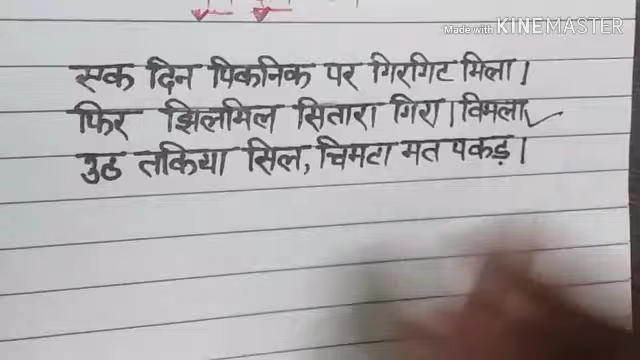 Made with KINEMASTER
एक दिन पिकनिक पर गिरगिट मिला।
फिर झिलमिल सितारा गिरा। विमला
उठ तकिया सिल, चिमटा मत पकड़।